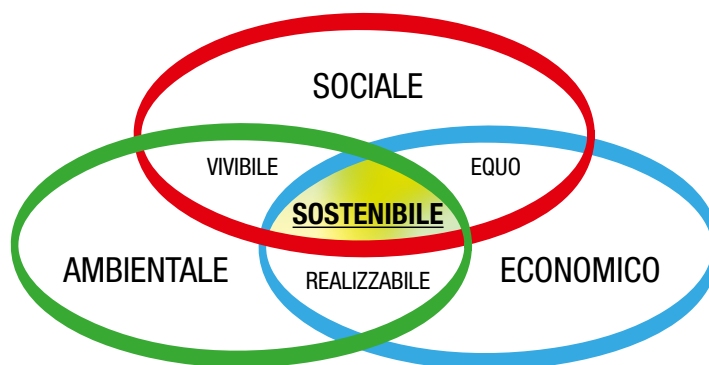 SOCIALE
VIVIBILE
EQUO
SOSTENIBILE
AMBIENTALE
REALIZZABILE
ECONOMICO